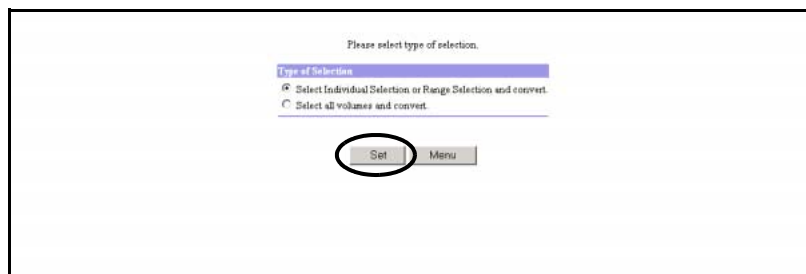 Please select type of selection.
Type of Selection
Select Individual Selection or Range Selection and convert.
Select all volumes and convert.
Set Menu